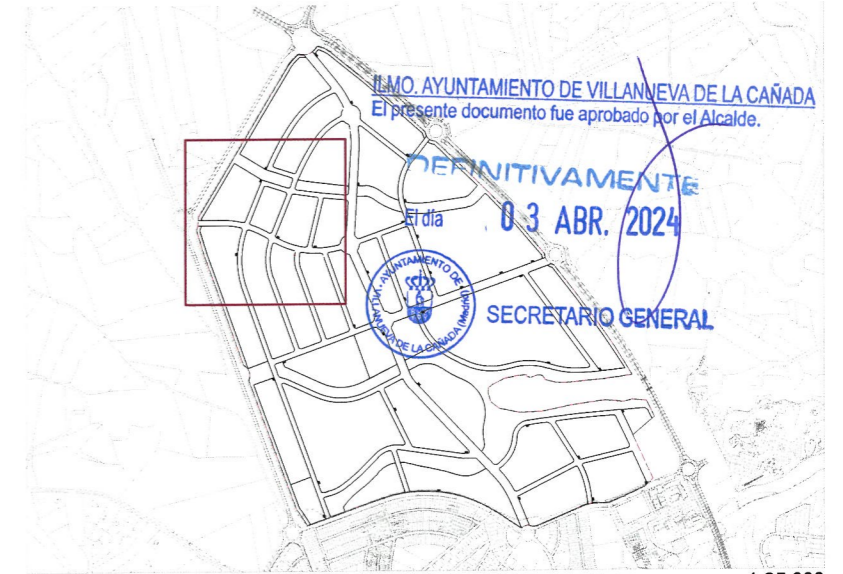 ILMO. AYUNTAMIENTO DE VILLANUEVA DE LA CAÑADA
El presente documento fue aprobado por el Alcalde.
DEFINITIVAMENTE
El día 03 ABR. 2024
AYUNTAMIENTO DE VILLANUEVA DE LA CAÑADA (Madrid)
SECRETARIO GENERAL